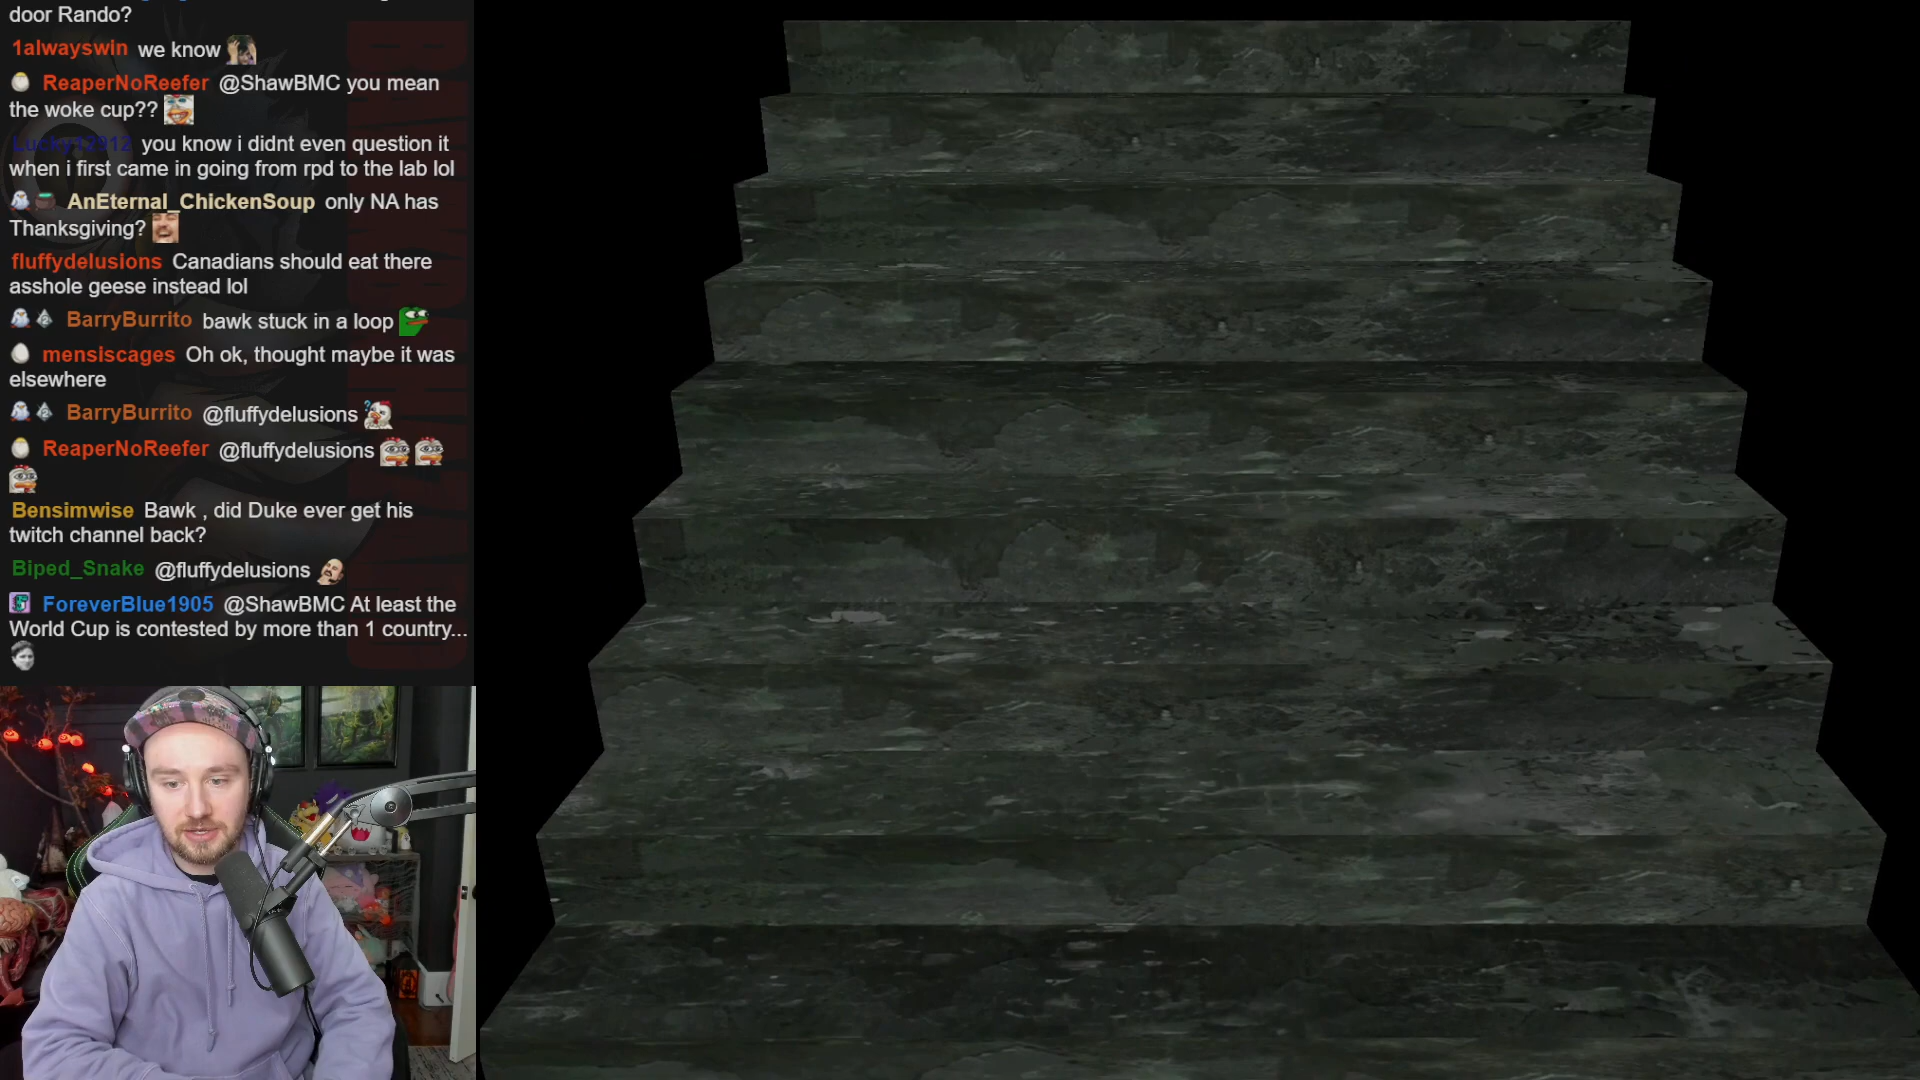 door Rando?
1alwayswin we know
ReaperNoReefer @ShawBMC you mean
the woke cup??
Lucky12912 you know i didnt even question it
when i first came in going from rpd to the lab lol
AnEternal_ChickenSoup only NA has
Thanksgiving?
fluffydelusions Canadians should eat there
asshole geese instead lol
BarryBurrito bawk stuck in a loop
mensiscages Oh ok, thought maybe it was
elsewhere
BarryBurrito @fluffydelusions
ReaperNoReefer @fluffydelusions
Bensimwise Bawk , did Duke ever get his
twitch channel back?
Biped_Snake @fluffydelusions
ForeverBlue1905 @ShawBMC At least the
World Cup is contested by more than 1 country...